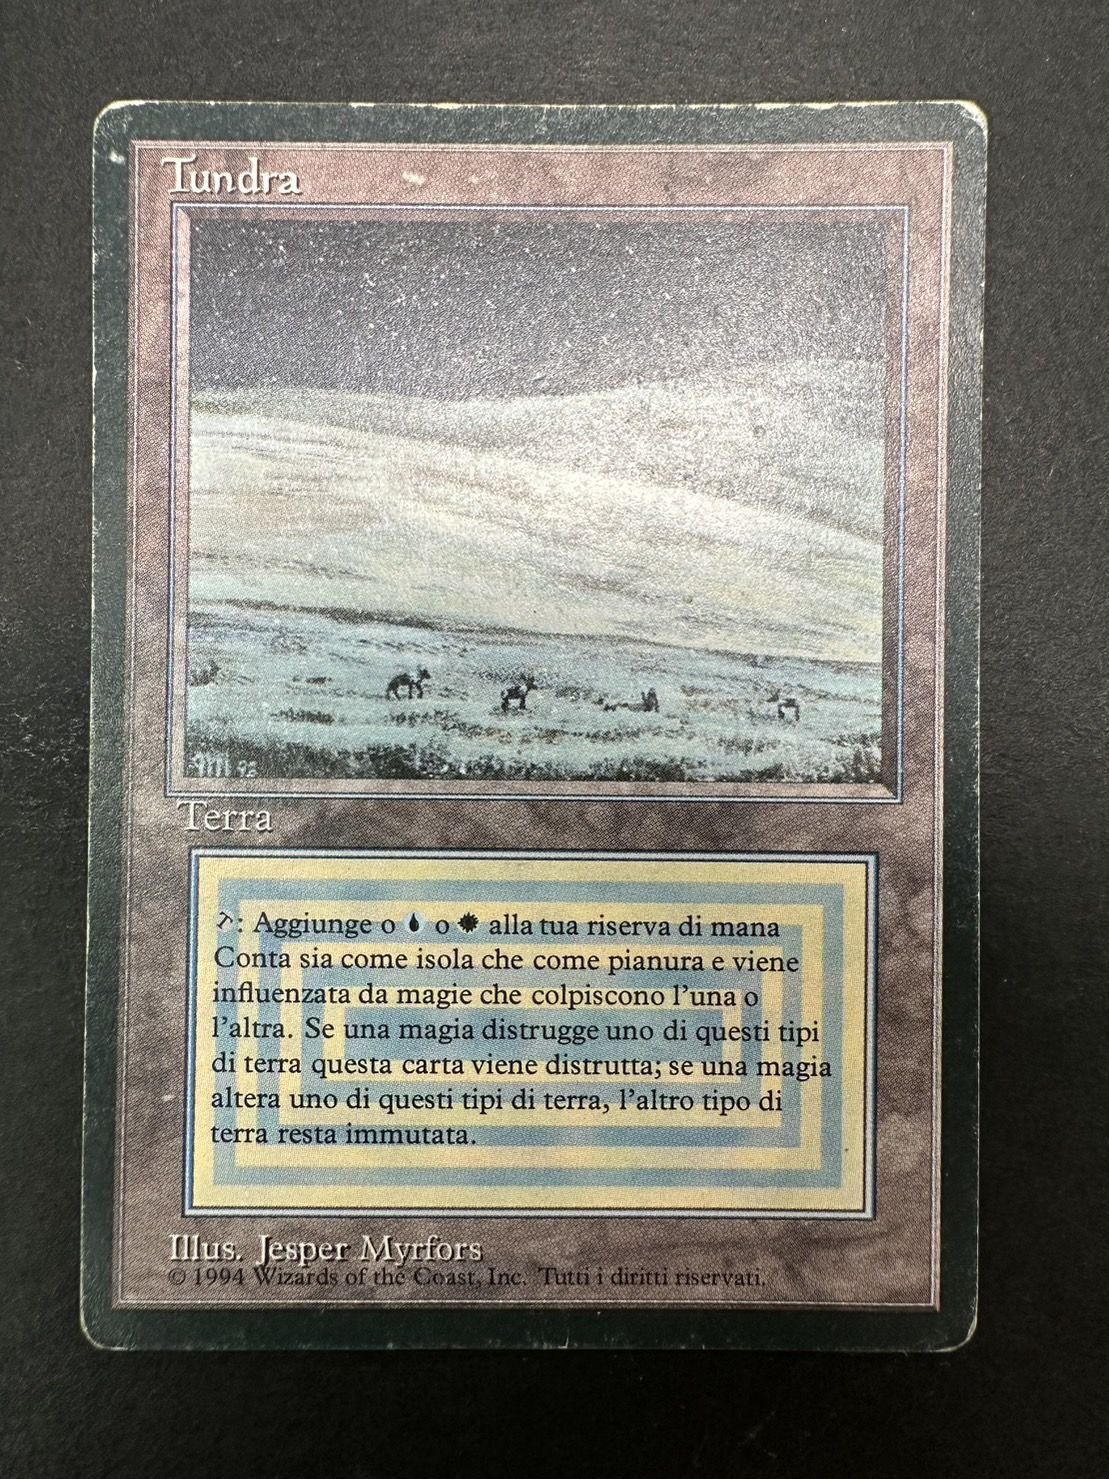 Tundra
JM 93
Terra
T: Aggiunge o o alla tua riserva di mana
Conta sia come isola che come pianura e viene
influenzata da magie che colpiscono l'una o
l'altra. Se una magia distrugge uno di questi tipi
di terra questa carta viene distrutta; se una magia
altera uno di questi tipi di terra, l'altro tipo di
terra resta immutata.
Illus. Jesper Myrfors
© 1994 Wizards of the Coast, Inc. Tutti i diritti riservati.